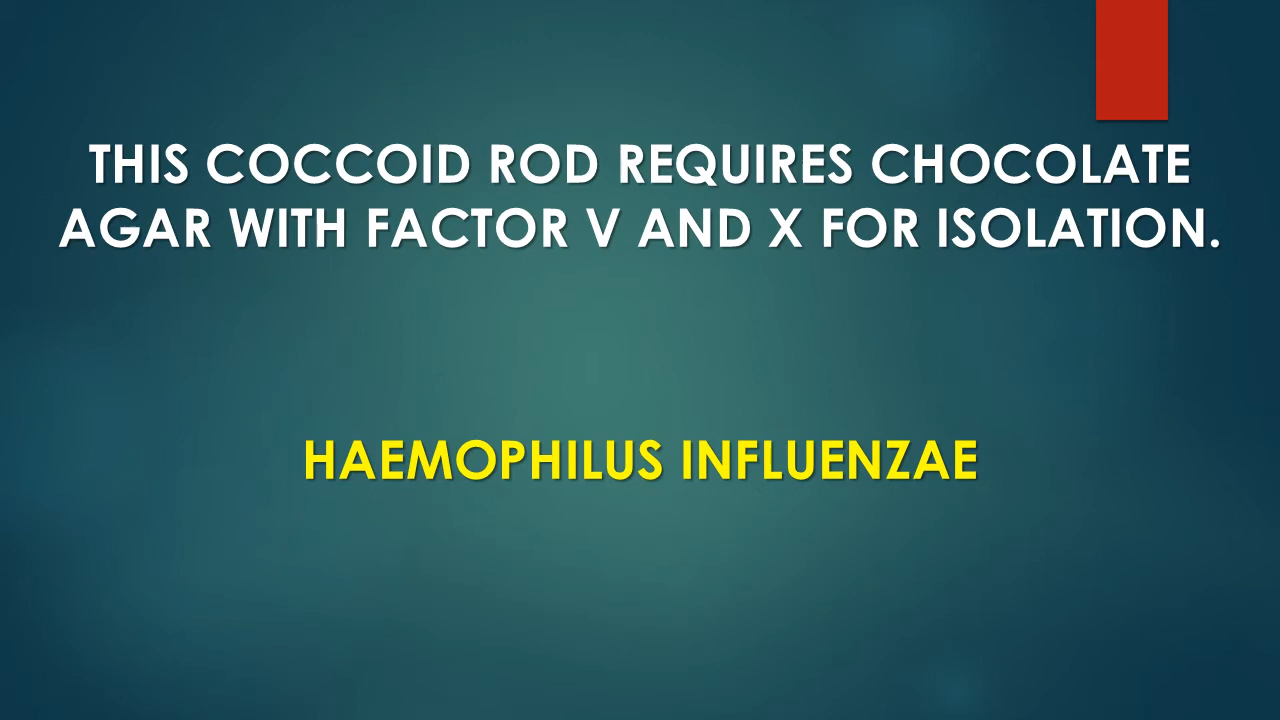 THIS COCCOID ROD REQUIRES CHOCOLATE
AGAR WITH FACTOR V AND X FOR ISOLATION.
HAEMOPHILUS INFLUENZAE